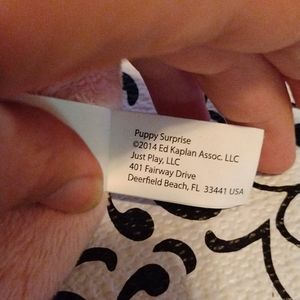 Puppy Surprise
©2014 Ed Kaplan Assoc. LLC
Just Play, LLC
401 Fairway Drive
Deerfield Beach, FL 33441 USA